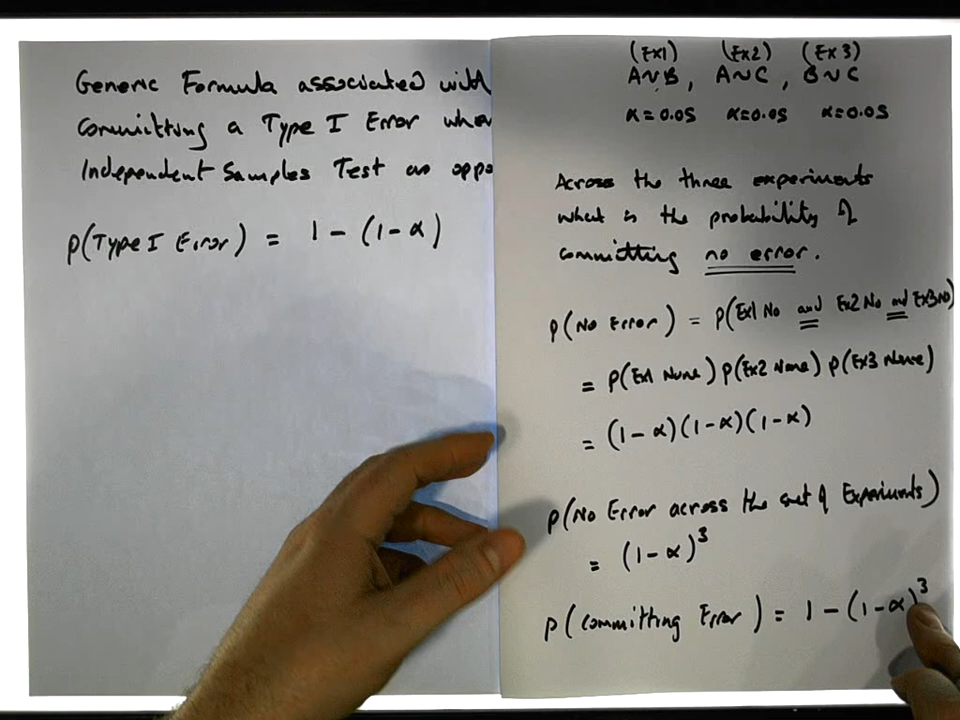 Generic Formula associated with
Committing a Type I Error when
Independent Samples Test as oppo
p(Type I Error) = 1 - (1-α)
(Ex1) (Ex2) (Ex3)
A~B, A~C, B~C
α=0.05 α=0.05 α=0.05
Across the three experiments
what is the probability of
committing no error.
p(No Error) = p(Ex1 No and Ex2 No and Ex3 No)
= p(Ex1 None) p(Ex2 None) p(Ex3 None)
= (1-α)(1-α)(1-α)
p(No Error across the set of Experiments)
= (1-α)³
p(committing Error) = 1 - (1-α)³